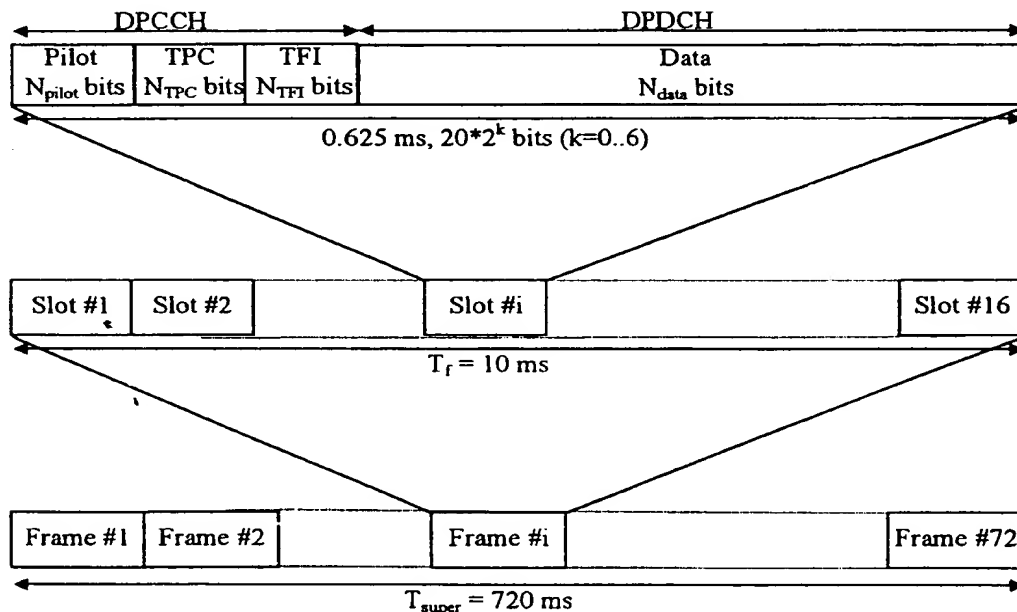 DPCCH DPDCH
Pilot TPC TFI Data
N_pilot bits N_TPC bits N_TFI bits N_data bits
0.625 ms, 20*2^k bits (k=0..6)
Slot #1 Slot #2 Slot #i Slot #16
T_f = 10 ms
Frame #1 Frame #2 Frame #i Frame #72
T_super = 720 ms